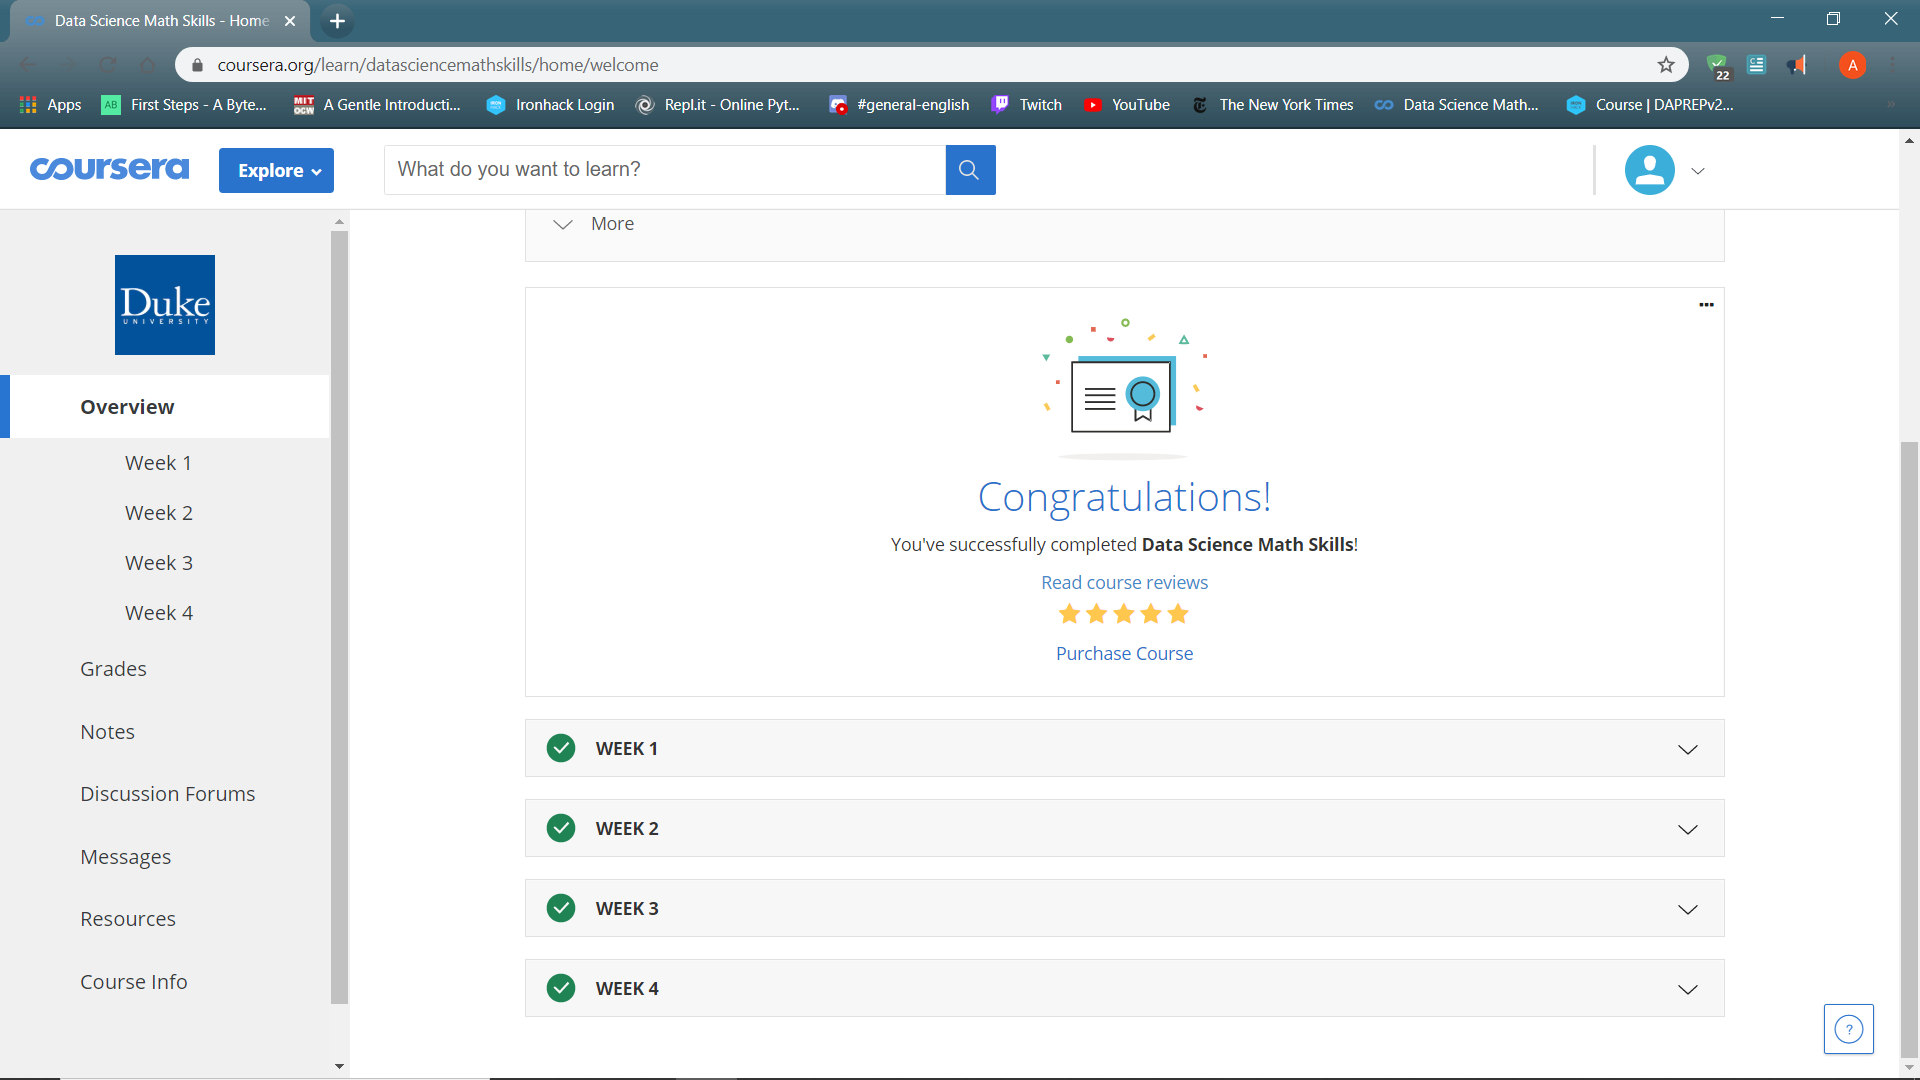 Data Science Math Skills - Home
coursera.org/learn/datasciencemathskills/home/welcome
22
A
Apps
AB
First Steps - A Byte...
MIT
OCW
A Gentle Introducti...
Ironhack Login
Repl.it - Online Pyt...
#general-english
Twitch
YouTube
The New York Times
Data Science Math...
Course | DAPREPv2...
»
coursera
Explore
What do you want to learn?
More
Duke
UNIVERSITY
Overview
Week 1
Week 2
Week 3
Week 4
Grades
Notes
Discussion Forums
Messages
Resources
Course Info
Congratulations!
You've successfully completed Data Science Math Skills!
Read course reviews
Purchase Course
WEEK 1
WEEK 2
WEEK 3
WEEK 4
?